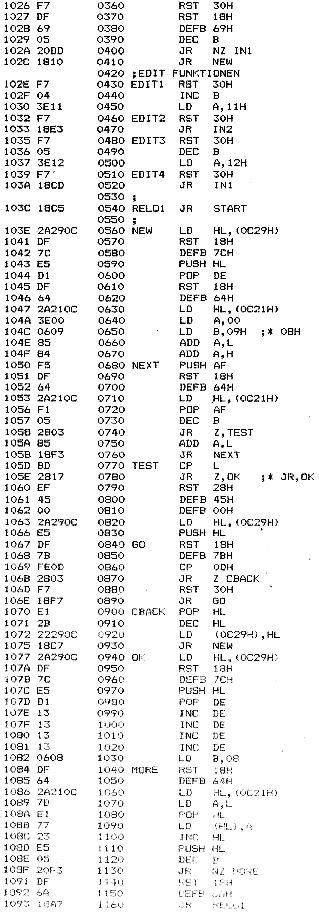 1026 F7 0360 RST 30H
1027 DF 0370 RST 18H
1028 69 0380 DEFB 69H
1029 05 0390 DEC B
102A 20BD 0400 JR NZ IN1
102C 1810 0410 JR NEW
0420 ;EDIT FUNKTIONEN
102E F7 0430 EDIT1 RST 30H
102F 04 0440 INC B
1030 3E11 0450 LD A,11H
1032 F7 0460 EDIT2 RST 30H
1033 18E3 0470 JR IN2
1035 F7 0480 EDIT3 RST 30H
1036 05 0490 DEC B
1037 3E12 0500 LD A,12H
1039 F7 0510 EDIT4 RST 30H
103A 18CD 0520 JR IN1
0530 ;
103C 18C5 0540 RELO1 JR START
0550 ;
103E 2A290C 0560 NEW LD HL,(0C29H)
1041 DF 0570 RST 18H
1042 7C 0580 DEFB 7CH
1043 E5 0590 PUSH HL
1044 D1 0600 POP DE
1045 DF 0610 RST 18H
1046 64 0620 DEFB 64H
1047 2A210C 0630 LD HL,(0C21H)
104A 3E00 0640 LD A,00
104C 0609 0650 LD B,09H ;* 08H
104E 85 0660 ADD A,L
104F 84 0670 ADD A,H
1050 F5 0680 NEXT PUSH AF
1051 DF 0690 RST 18H
1052 64 0700 DEFB 64H
1053 2A210C 0710 LD HL,(0C21H)
1056 F1 0720 POP AF
1057 05 0730 DEC B
1058 2803 0740 JR Z,TEST
105A 85 0750 ADD A,L
105B 18F3 0760 JR NEXT
105D BD 0770 TEST CP L
105E 2817 0780 JR Z,OK ;* JR,OK
1060 EF 0790 RST 28H
1061 45 0800 DEFB 45H
1062 00 0810 DEFB 00H
1063 2A290C 0820 LD HL,(0C29H)
1066 E5 0830 PUSH HL
1067 DF 0840 GO RST 18H
1068 7B 0850 DEFB 7BH
1069 FE0D 0860 CP 0DH
106B 2803 0870 JR Z CBACK
106D F7 0880 RST 30H
106E 18F7 0890 JR GO
1070 E1 0900 CBACK POP HL
1071 2B 0910 DEC HL
1072 22290C 0920 LD (0C29H),HL
1075 18C7 0930 JR NEW
1077 2A290C 0940 OK LD HL,(0C29H)
107A DF 0950 RST 18H
107B 7C 0960 DEFB 7CH
107C E5 0970 PUSH HL
107D D1 0980 POP DE
107E 13 0990 INC DE
107F 13 1000 INC DE
1080 13 1010 INC DE
1081 13 1020 INC DE
1082 0608 1030 LD B,08
1084 DF 1040 MORE RST 18H
1085 64 1050 DEFB 64H
1086 2A210C 1060 LD HL,(0C21H)
1089 7D 1070 LD A,L
108A E1 1080 POP HL
108B 77 1090 LD (HL),A
108C 23 1100 INC HL
108D E5 1110 PUSH HL
108E 05 1120 DEC B
108F 20F3 1130 JR NZ MORE
1091 DF 1140 RST 18H
1092 6A 1150 DEFB 6AH
1093 18A7 1160 JR RELO1